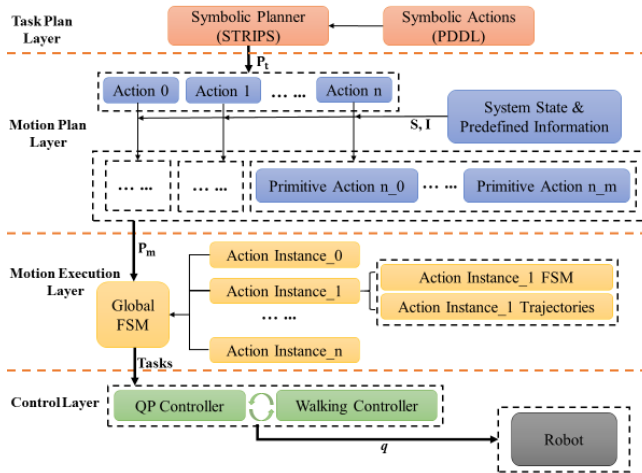 Task Plan
Layer
Symbolic Planner
(STRIPS)
Symbolic Actions
(PDDL)
Pt
Action 0
Action 1
... ...
Action n
System State &
Predefined Information
S, I
Motion Plan
Layer
... ...
... ...
Primitive Action n_0
... ...
Primitive Action n_m
Pm
Motion Execution
Layer
Global
FSM
Action Instance_0
Action Instance_1
... ...
Action Instance_n
Action Instance_1 FSM
Action Instance_1 Trajectories
Tasks
Control Layer
QP Controller
Walking Controller
q
Robot